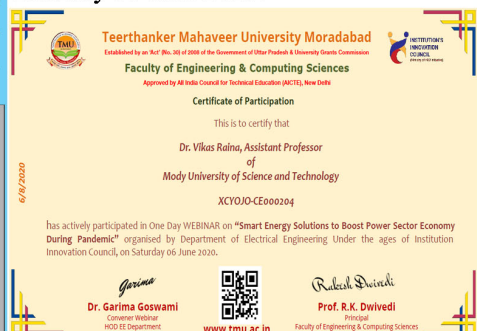 Teerthanker Mahaveer University Moradabad
Established by an 'Act' (No. 30) of 2008 of the Government of Uttar Pradesh & University Grants Commission
Faculty of Engineering & Computing Sciences
Approved by All India Council for Technical Education (AICTE), New Delhi
TMU
INSTITUTION'S
INNOVATION
COUNCIL
Certificate of Participation
This is to certify that
Dr. Vikas Raina, Assistant Professor
of
Mody University of Science and Technology
XCYOJO-CE000204
6/8/2020
has actively participated in One Day WEBINAR on "Smart Energy Solutions to Boost Power Sector Economy
During Pandemic" organised by Department of Electrical Engineering Under the ages of Institution
Innovation Council, on Saturday 06 June 2020.
Garima
Rakesh Dwivedi
Dr. Garima Goswami
Convener Webinar
HOD EE Department
www.tmu.ac.in
Prof. R.K. Dwivedi
Principal
Faculty of Engineering & Computing Sciences